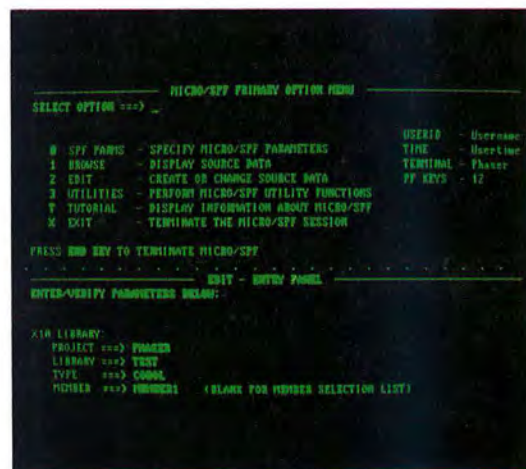 MICRO/SPF PRIMARY OPTION MENU
SELECT OPTION ===> _
USERID - Username
TIME - Usertime
TERMINAL - Phaser
PF KEYS - 12
0 SPF PARMS - SPECIFY MICRO/SPF PARAMETERS
1 BROWSE - DISPLAY SOURCE DATA
2 EDIT - CREATE OR CHANGE SOURCE DATA
3 UTILITIES - PERFORM MICRO/SPF UTILITY FUNCTIONS
T TUTORIAL - DISPLAY INFORMATION ABOUT MICRO/SPF
X EXIT - TERMINATE THE MICRO/SPF SESSION
PRESS END KEY TO TERMINATE MICRO/SPF
EDIT - ENTRY PANEL
ENTER/VERIFY PARAMETERS BELOW:
XIM LIBRARY:
PROJECT ===> PHASER
LIBRARY ===> TEST
TYPE ===> COBOL
MEMBER ===> MEMBER1 (BLANK FOR MEMBER SELECTION LIST)